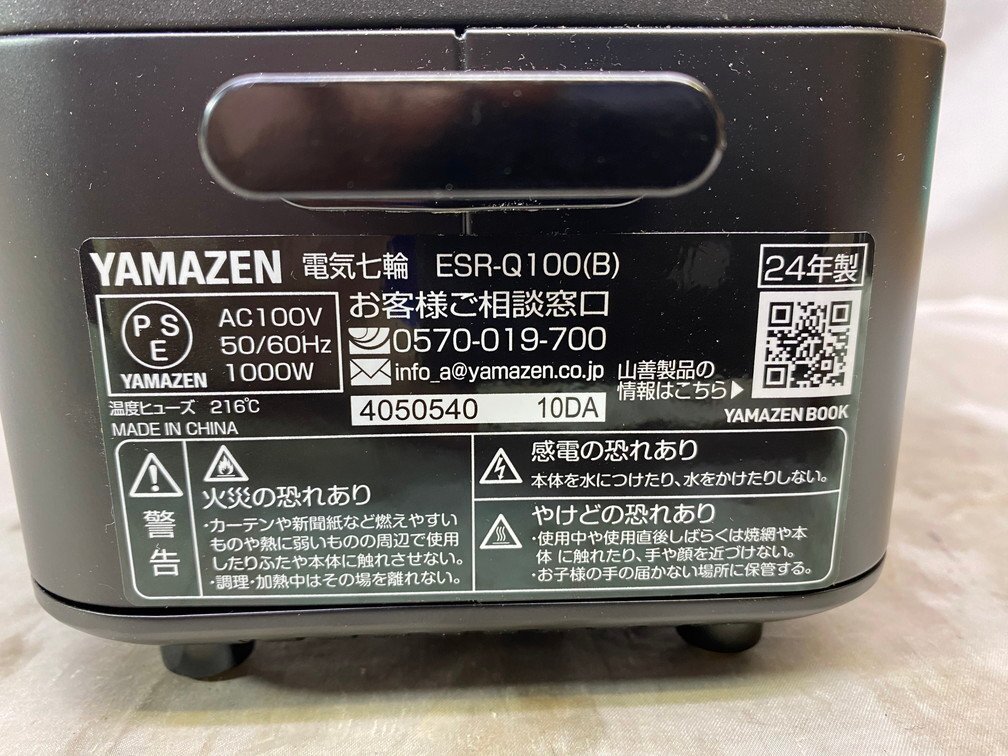 YAMAZEN 電気七輪 ESR-Q100(B)
24年製
PSE
YAMAZEN
AC100V
50/60Hz
1000W
お客様ご相談窓口
0570-019-700
info_a@yamazen.co.jp
山善製品の
情報はこちら▶
YAMAZEN BOOK
4050540 10DA
温度ヒューズ 216℃
MADE IN CHINA
警告
火災の恐れあり
・カーテンや新聞紙など燃えやすい
ものや熱に弱いものの周辺で使用
したりふたや本体に触れさせない。
・調理・加熱中はその場を離れない。
感電の恐れあり
本体を水につけたり、水をかけたりしない。
やけどの恐れあり
・使用中や使用直後しばらくは焼網や本
体 に触れたり、手や顔を近づけない。
・お子様の手の届かない場所に保管する。